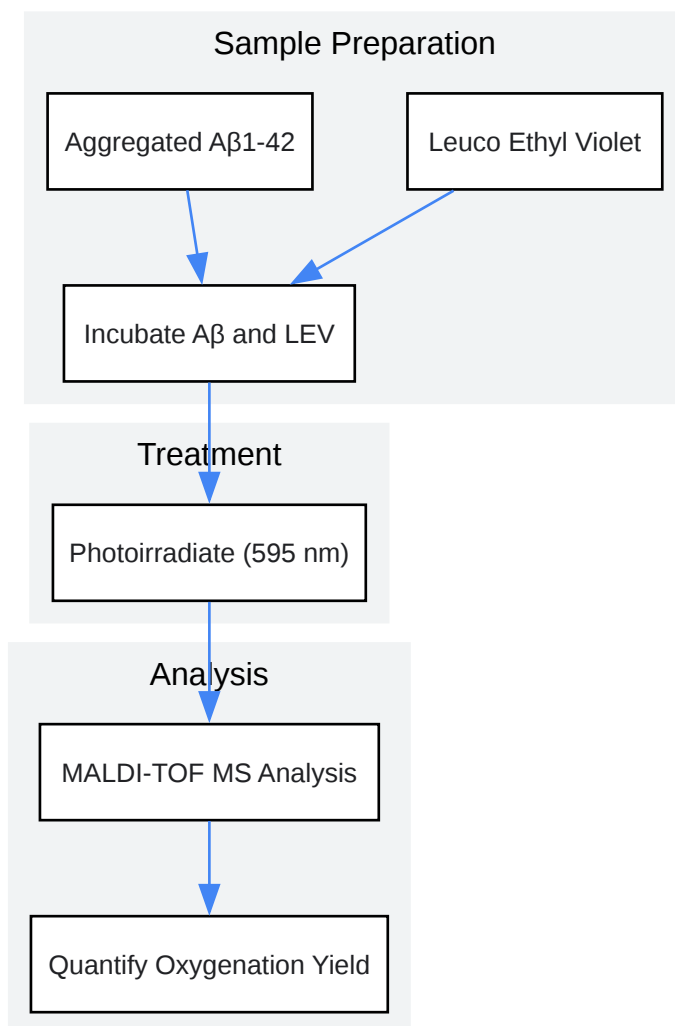 Sample Preparation
Aggregated Aβ1-42
Leuco Ethyl Violet
Incubate Aβ and LEV
Treatment
Photoirradiate (595 nm)
Analysis
MALDI-TOF MS Analysis
Quantify Oxygenation Yield